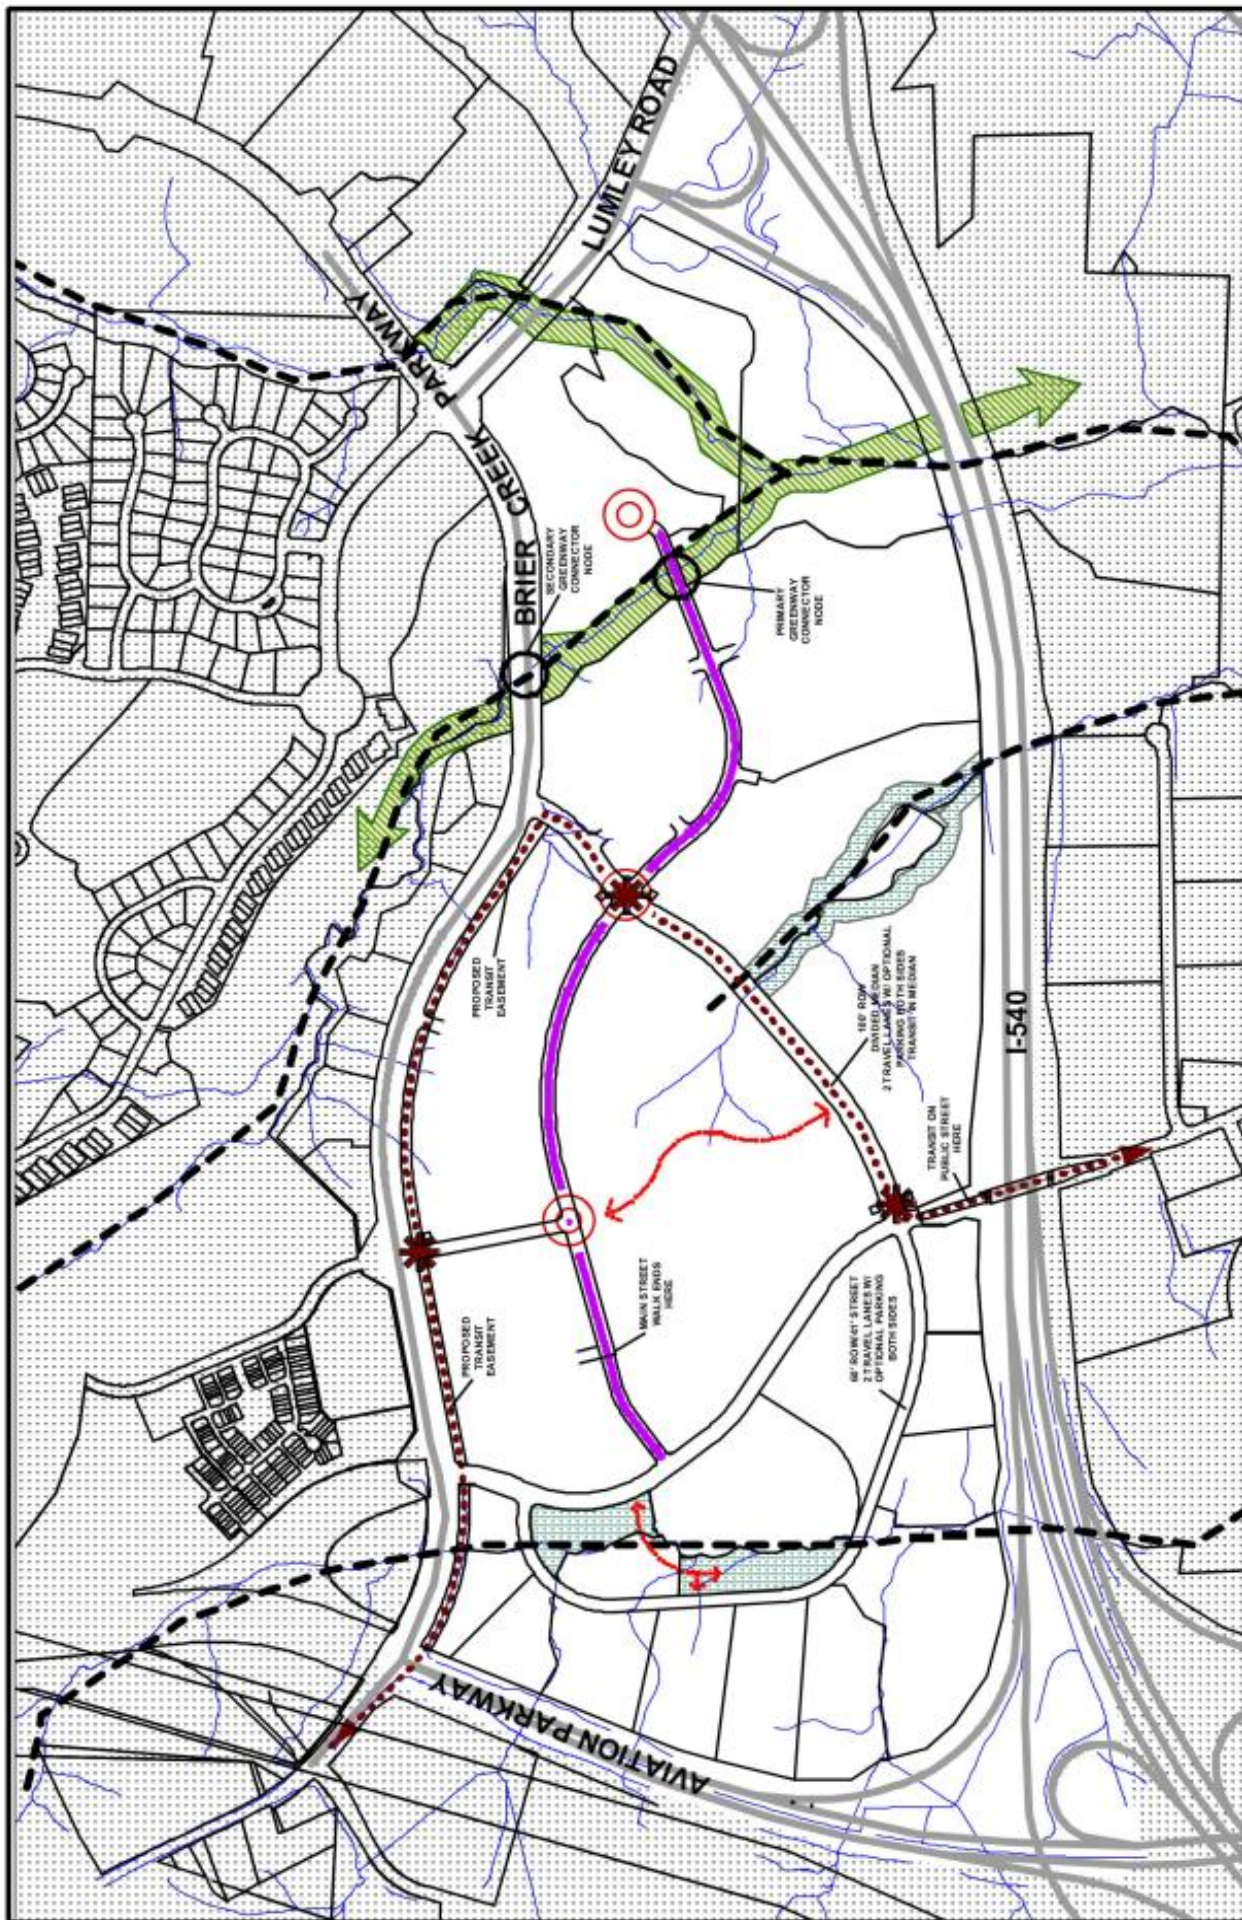 LUMLEY ROAD
BRIER CREEK PARKWAY
SECONDARY
GREENWAY
CONNECTOR
NODE
PRIMARY
GREENWAY
CONNECTOR
NODE
PROPOSED
TRANSIT
EASEMENT
DIVIDED MEDIAN
2 TRAVEL LANES W/ OPTIONAL
PARKING BOTH SIDES
TRANSIT IN MEDIAN
I-540
TRANSIT ON
PUBLIC STREET
HERE
MAIN STREET
WALK ENDS
HERE
PROPOSED
TRANSIT
EASEMENT
STREET
2 TRAVEL LANES W/
OPTIONAL PARKING
BOTH SIDES
AVIATION PARKWAY